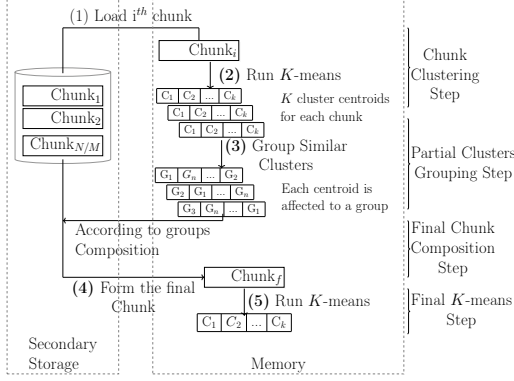 (1) Load i^th chunk
Chunk_i
(2) Run K-means
C_1 C_2 ... C_k
C_1 C_2 ... C_k
C_1 C_2 ... C_k
K cluster centroids
for each chunk
Chunk
Clustering
Step
Chunk_1
Chunk_2
Chunk_{N/M}
(3) Group Similar
Clusters
G_1 G_n ... G_2
G_2 G_1 ... G_n
G_3 G_n ... G_1
Each centroid is
affected to a group
Partial Clusters
Grouping Step
According to groups
Composition
Final Chunk
Composition
Step
(4) Form the final
Chunk
Chunk_f
(5) Run K-means
C_1 C_2 ... C_k
Final K-means
Step
Secondary
Storage
Memory